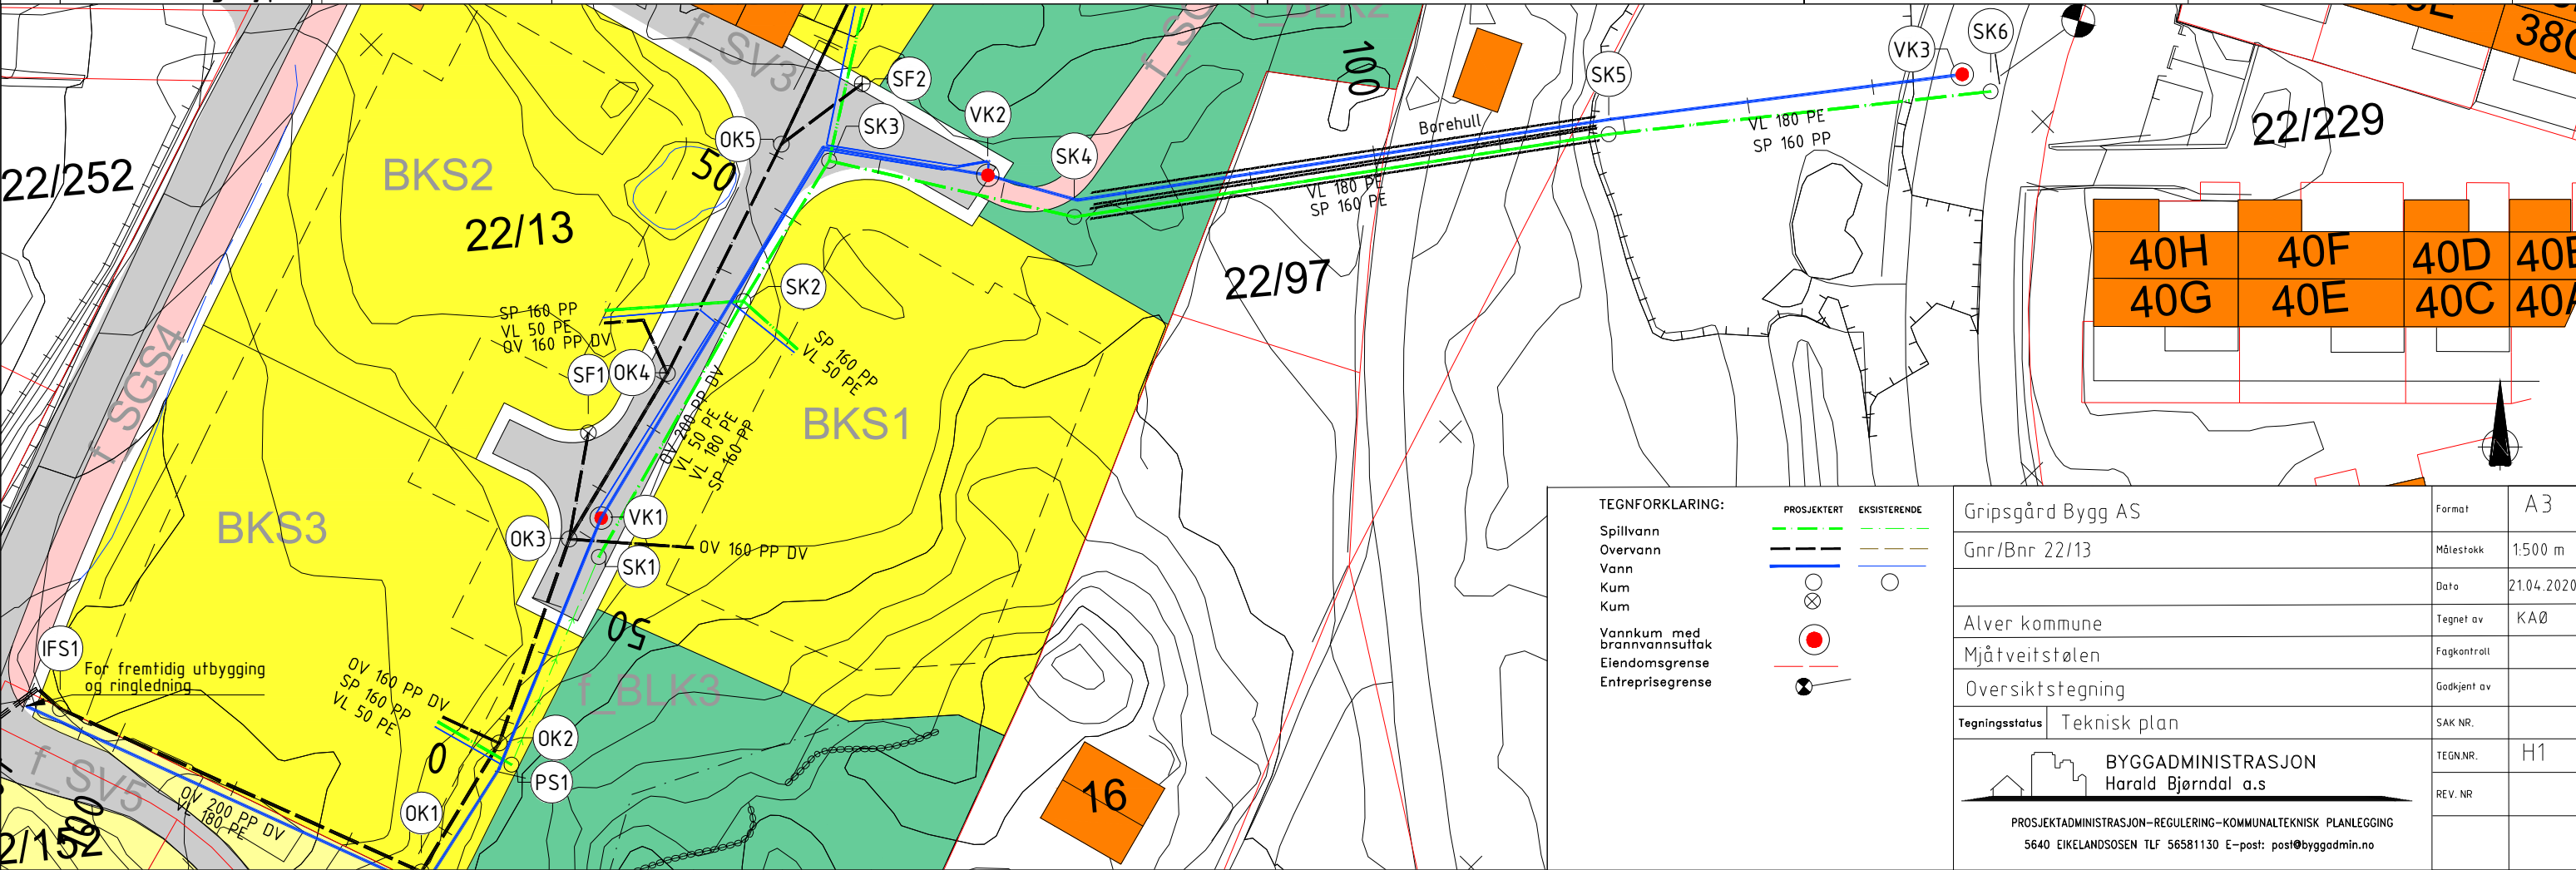 f_SV3
f_BLK2
SF2
VK2
OK5
SK3
SK4
100
Borehull
SK5
VK3
SK6
38C
22/252
BKS2
22/13
50
22/229
VL 180 PE
SP 160 PP
VL 180 PE
SP 160 PE
22/97
40H
40F
40D
40G
40E
40C
40A
SK2
SP 160 PP
VL 50 PE
OV 160 PP DV
SP 160 PP
VL 50 PE
SF1
OK4
f_SGS4
BKS1
OV 200 PP DV
VL 50 PE
VL 180 PE
SP 160 PP
BKS3
VK1
OK3
OV 160 PP DV
SK1
50
IFS1
For fremtidig utbygging
og ringledning
OV 160 PP DV
SP 160 PP
VL 50 PE
f_BLK3
OK2
0
PS1
f_SV5
OV 200 PP DV
VL 180 PE
OK1
2/152
16
TEGNFORKLARING:
PROSJEKTERT EKSISTERENDE
Spillvann
Overvann
Vann
Kum
Kum
Vannkum med
brannvannsuttak
Eiendomsgrense
Entreprisegrense
Gripsgård Bygg AS
Format A3
Gnr/Bnr 22/13
Målestokk 1:500 m
Dato 21.04.2020
Alver kommune
Tegnet av KAØ
Mjåtveitstølen
Fagkontroll
Oversiktstegning
Godkjent av
Tegningsstatus Teknisk plan
SAK NR.
BYGGADMINISTRASJON
Harald Bjørndal a.s
TEGN.NR. H1
REV. NR
PROSJEKTADMINISTRASJON-REGULERING-KOMMUNALTEKNISK PLANLEGGING
5640 EIKELANDSOSEN TLF 56581130 E-post: post@byggadmin.no